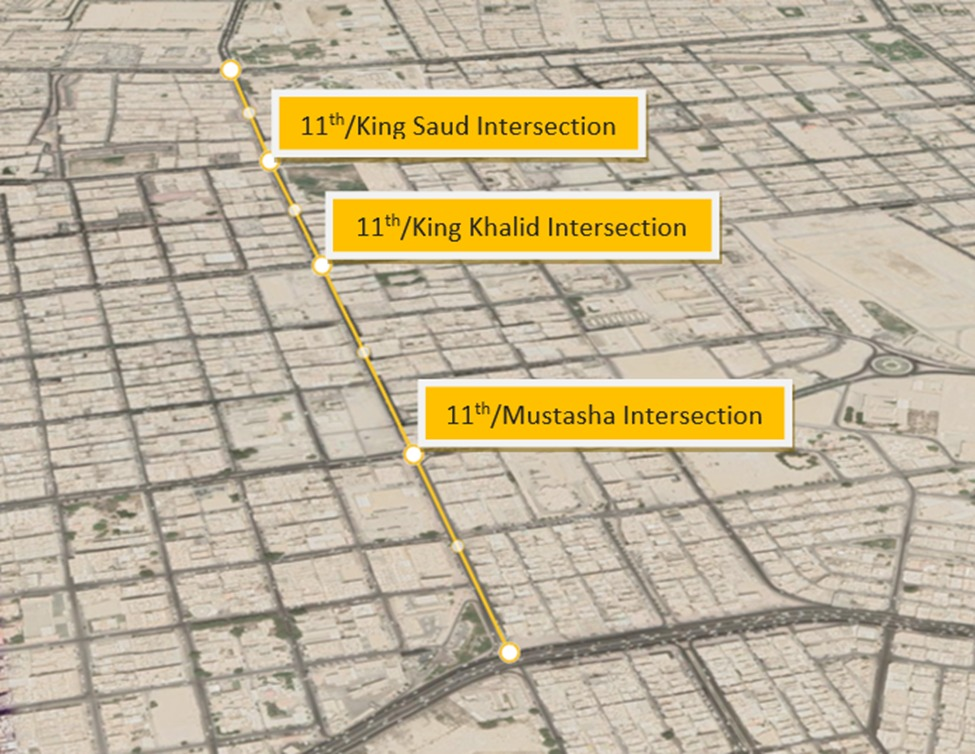 11th/King Saud Intersection
11th/King Khalid Intersection
11th/Mustasha Intersection